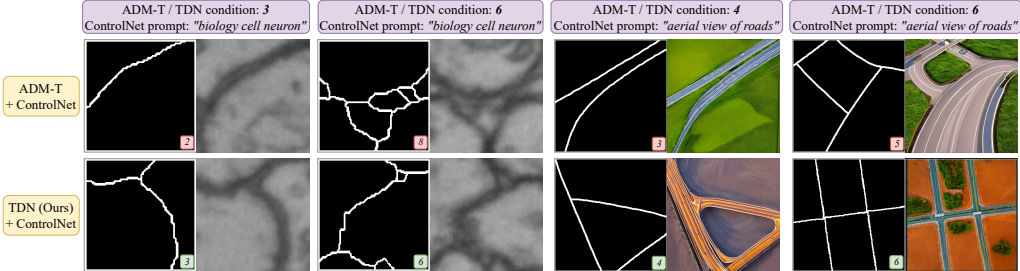 ADM-T / TDN condition: 3
ControlNet prompt: "biology cell neuron"
ADM-T / TDN condition: 6
ControlNet prompt: "biology cell neuron"
ADM-T / TDN condition: 4
ControlNet prompt: "aerial view of roads"
ADM-T / TDN condition: 6
ControlNet prompt: "aerial view of roads"
ADM-T
+ ControlNet
2
8
3
5
TDN (Ours)
+ ControlNet
3
6
4
6